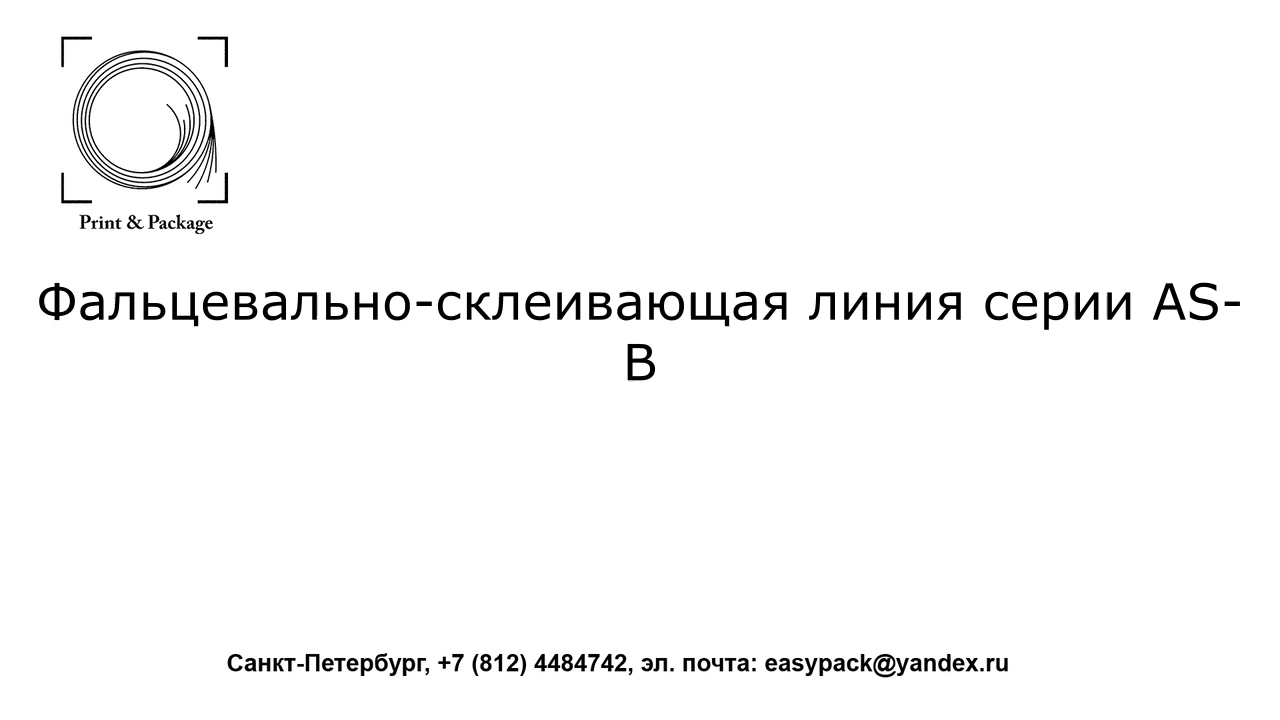 Print & Package
Фальцевально-склеивающая линия серии AS-
B
Санкт-Петербург, +7 (812) 4484742, эл. почта: easypack@yandex.ru